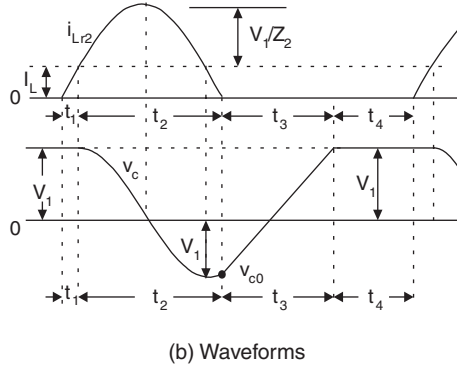 i_Lr2
V_1/Z_2
I_L
0
t_1 t_2 t_3 t_4
v_c
V_1 V_1
0
V_1
v_c0
t_1 t_2 t_3 t_4
(b) Waveforms